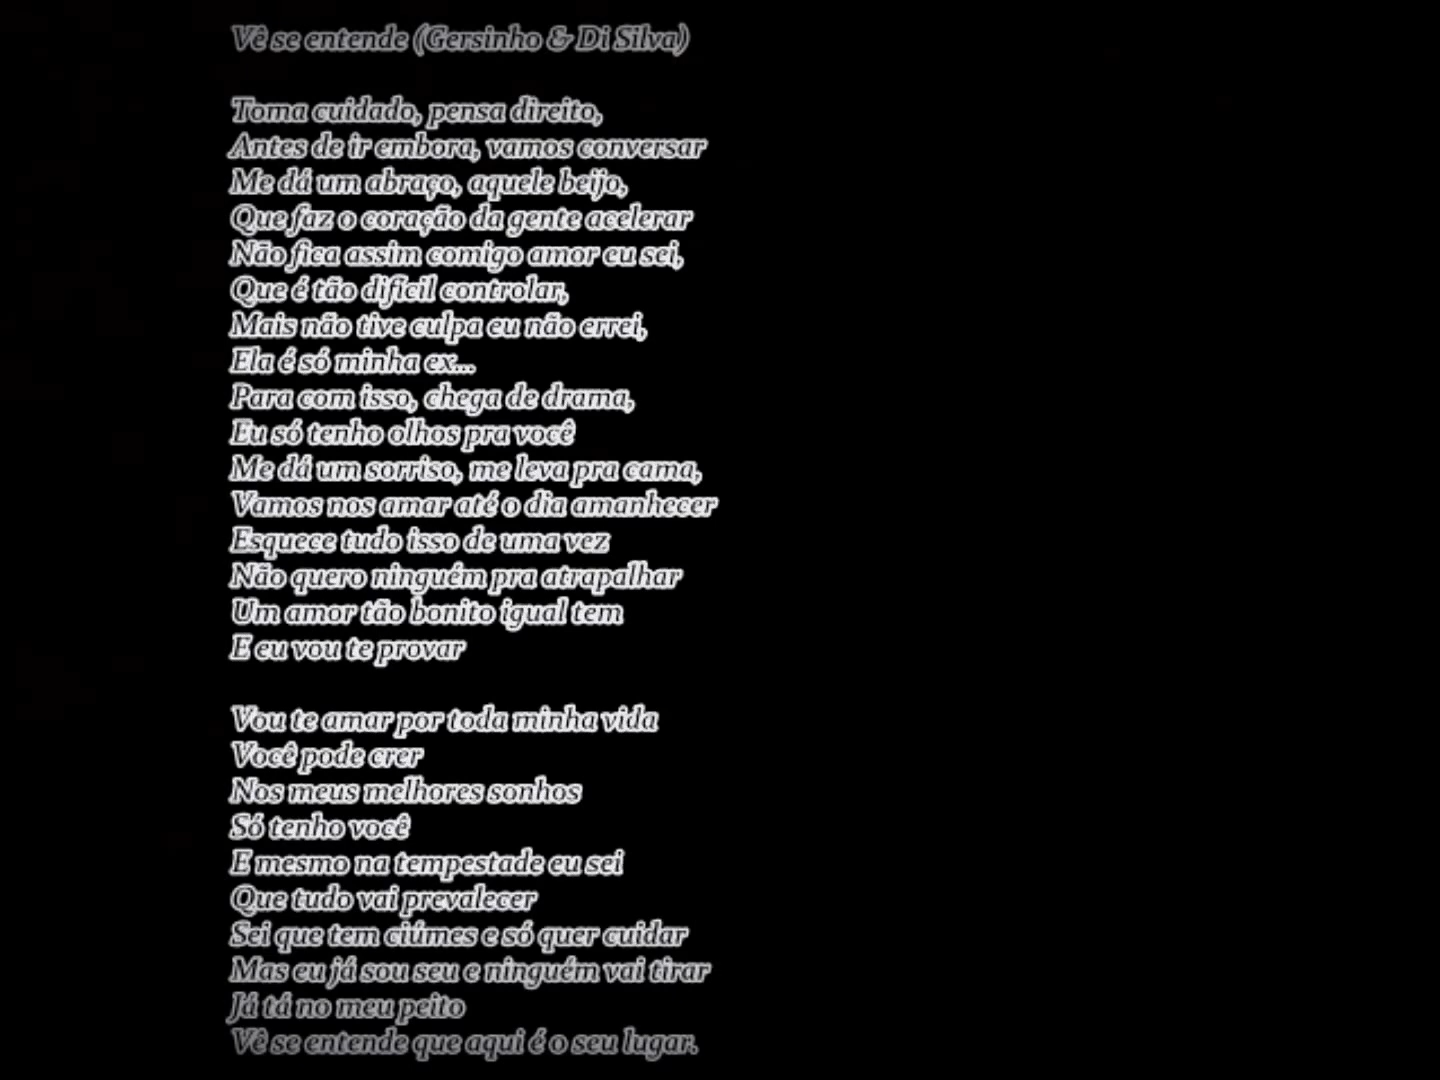 Vê se entende (Gersinho & Di Silva)
Toma cuidado, pensa direito,
Antes de ir embora, vamos conversar
Me dá um abraço, aquele beijo,
Que faz o coração da gente acelerar
Não fica assim comigo amor eu sei,
Que é tão difícil controlar,
Mais não tive culpa eu não errei,
Ela é só minha ex...
Para com isso, chega de drama,
Eu só tenho olhos pra você
Me dá um sorriso, me leva pra cama,
Vamos nos amar até o dia amanhecer
Esquece tudo isso de uma vez
Não quero ninguém pra atrapalhar
Um amor tão bonito igual tem
E eu vou te provar
Vou te amar por toda minha vida
Você pode crer
Nos meus melhores sonhos
Só tenho você
E mesmo na tempestade eu sei
Que tudo vai prevalecer
Sei que tem ciúmes e só quer cuidar
Mas eu já sou seu e ninguém vai tirar
Já tá no meu peito
Vê se entende que aqui é o seu lugar.